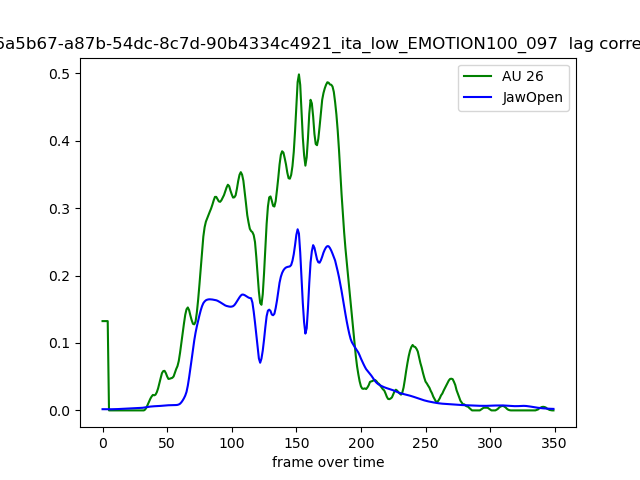 6a5b67-a87b-54dc-8c7d-90b4334c4921_ita_low_EMOTION100_097 lag corre
AU 26
JawOpen
0.5
0.4
0.3
0.2
0.1
0.0
0 50 100 150 200 250 300 350
frame over time